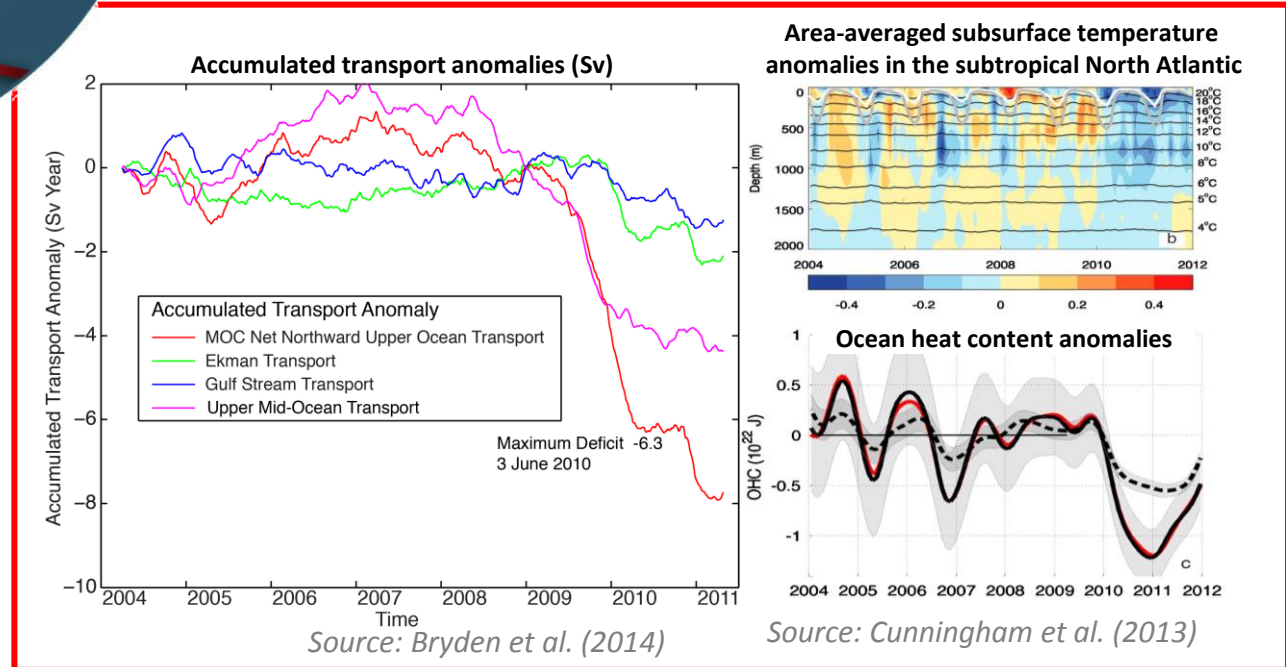 Accumulated transport anomalies (Sv)
2
0
−2
−4
−6
−8
−10
Accumulated Transport Anomaly (Sv Year)
Accumulated Transport Anomaly
MOC Net Northward Upper Ocean Transport
Ekman Transport
Gulf Stream Transport
Upper Mid-Ocean Transport
Maximum Deficit -6.3
3 June 2010
2004 2005 2006 2007 2008 2009 2010 2011
Time
Source: Bryden et al. (2014)
Area-averaged subsurface temperature
anomalies in the subtropical North Atlantic
0
500
1000
1500
2000
Depth (m)
20°C
18°C
16°C
14°C
12°C
10°C
8°C
6°C
5°C
4°C
b
2004 2006 2008 2010 2012
-0.4 -0.2 0 0.2 0.4
Ocean heat content anomalies
1
0.5
0
-0.5
-1
OHC (10²² J)
c
2004 2005 2006 2007 2008 2009 2010 2011 2012
Source: Cunningham et al. (2013)